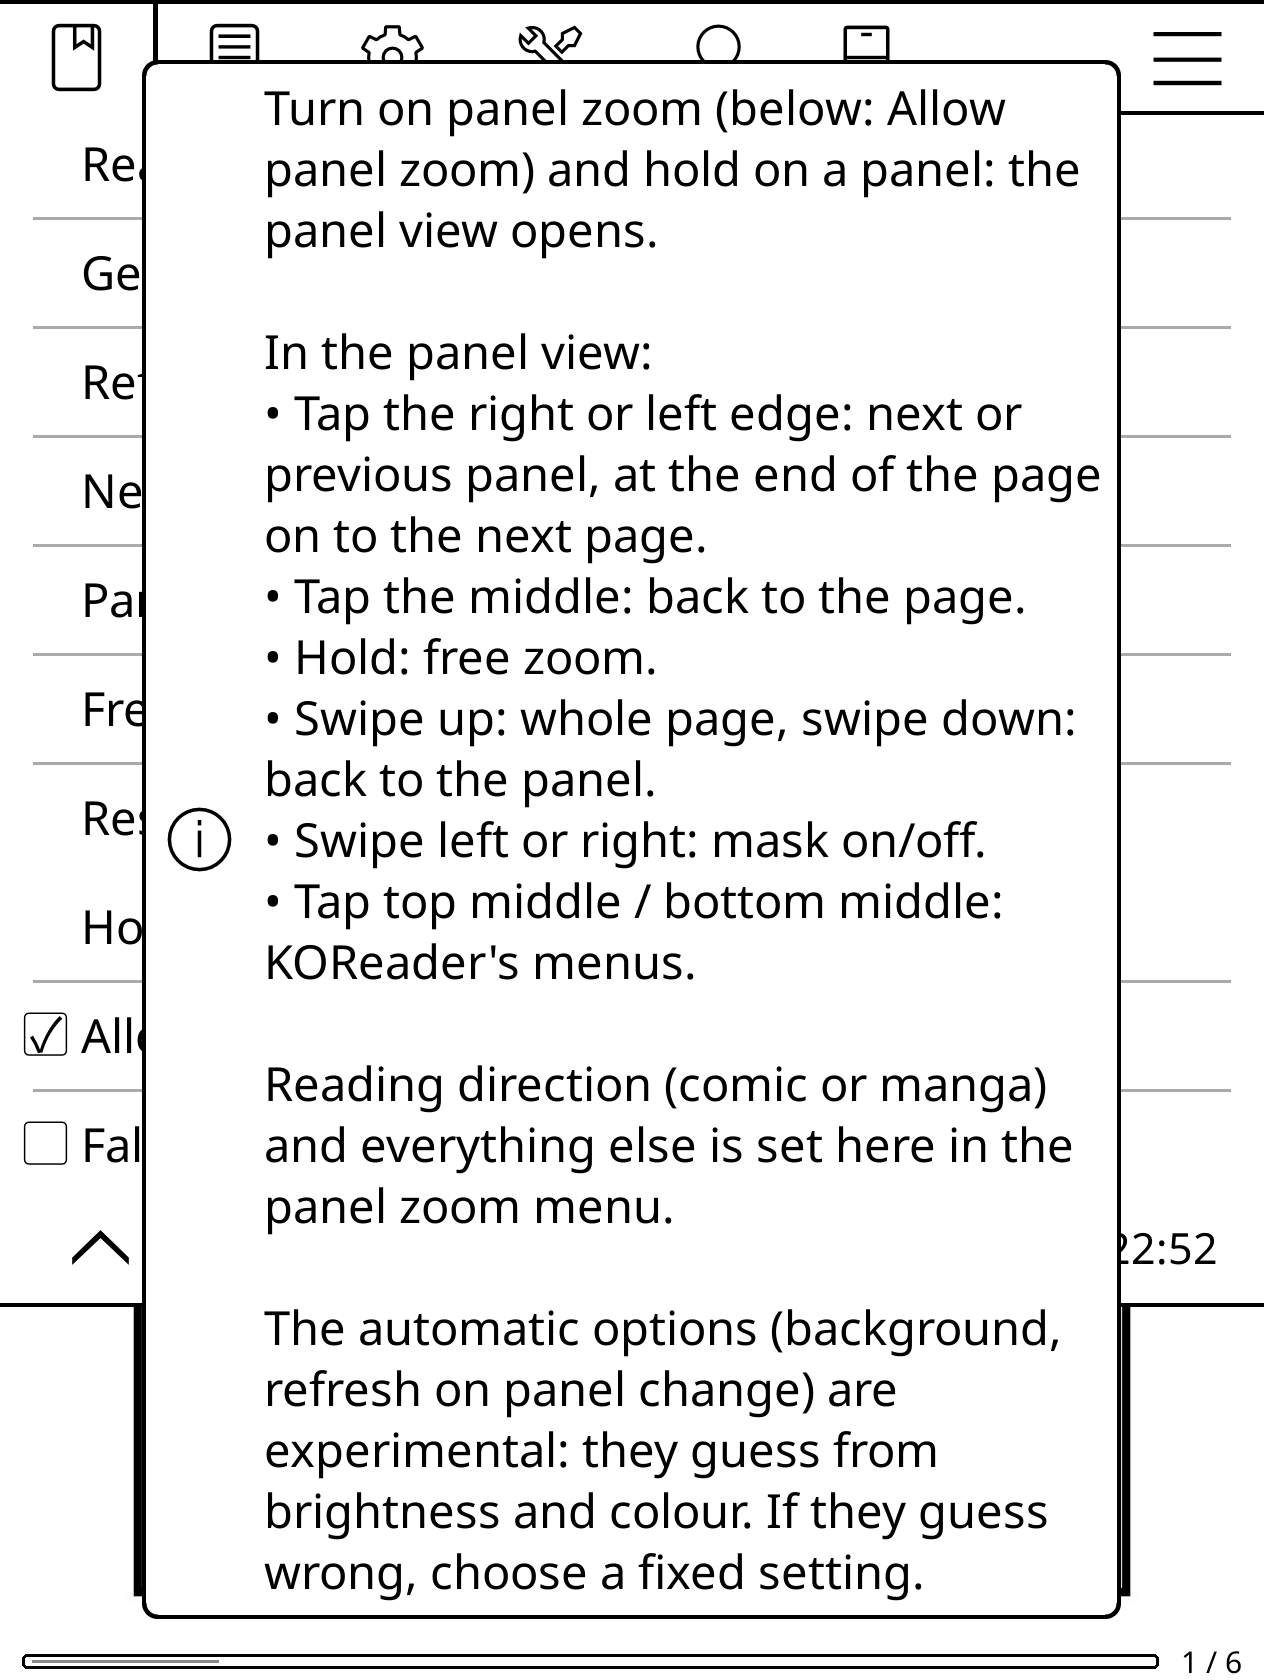 Turn on panel zoom (below: Allow
panel zoom) and hold on a panel: the
panel view opens.
In the panel view:
• Tap the right or left edge: next or
previous panel, at the end of the page
on to the next page.
• Tap the middle: back to the page.
• Hold: free zoom.
• Swipe up: whole page, swipe down:
back to the panel.
• Swipe left or right: mask on/off.
• Tap top middle / bottom middle:
KOReader's menus.
Reading direction (comic or manga)
and everything else is set here in the
panel zoom menu.
The automatic options (background,
refresh on panel change) are
experimental: they guess from
brightness and colour. If they guess
wrong, choose a fixed setting.
22:52
1 / 6